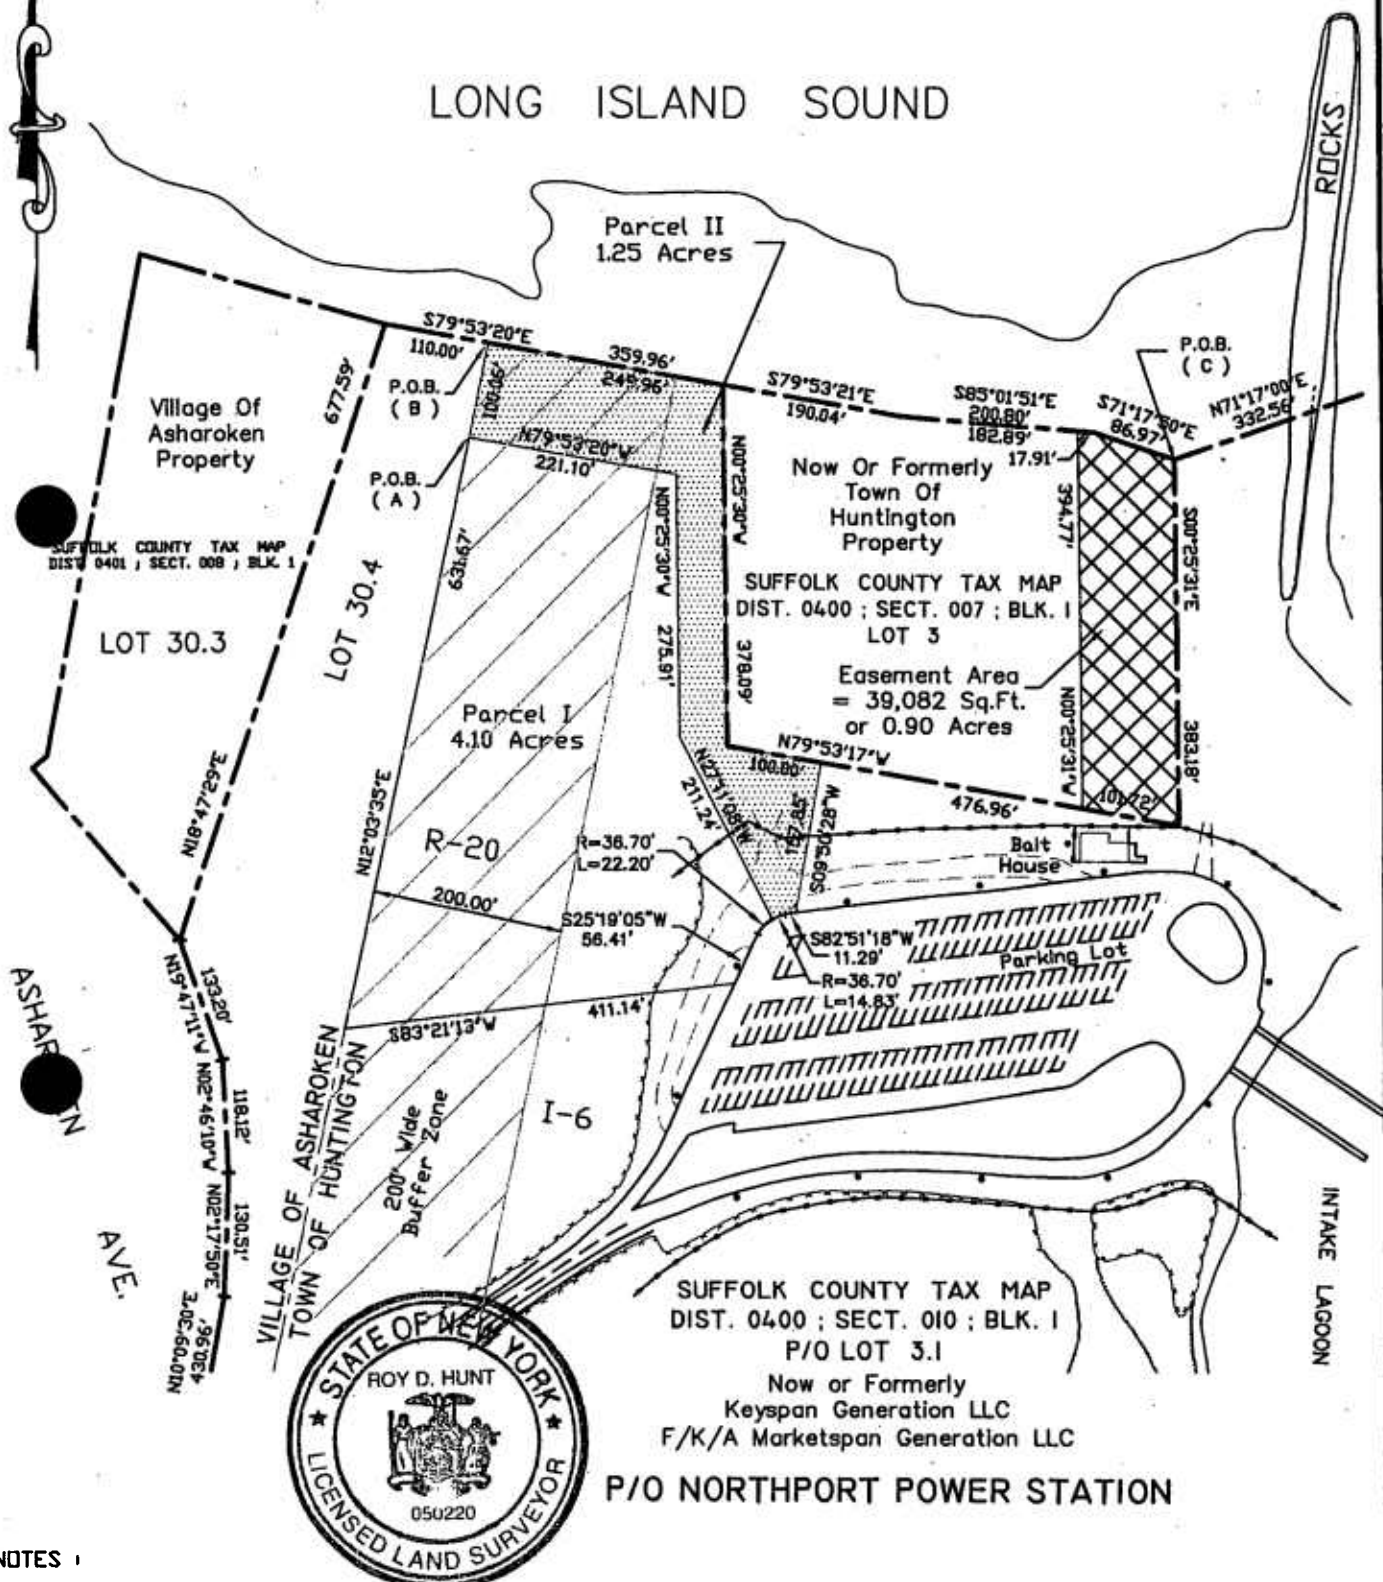 LONG ISLAND SOUND
ROCKS
Parcel II
1.25 Acres
S79°53'20"E
110.00'
359.96'
249.96'
P.O.B.
( B )
100.06'
677.59'
S79°53'21"E
190.04'
S85°01'51"E
200.80'
182.89'
17.91'
S71°17'50"E
86.97'
P.O.B.
( C )
N71°17'00"E
332.56'
Village Of
Asharoken
Property
N79°53'20"W
221.10'
P.O.B.
( A )
N00°25'30"W
378.09'
N00°25'30"W
275.91'
Now Or Formerly
Town Of
Huntington
Property
394.77'
N00°25'31"W
S00°25'31"E
383.18'
SUFFOLK COUNTY TAX MAP
DIST. 0401 ; SECT. 008 ; BLK. 1
SUFFOLK COUNTY TAX MAP
DIST. 0400 ; SECT. 007 ; BLK. 1
LOT 3
LOT 30.3
LOT 30.4
631.67'
Easement Area
= 39,082 Sq.Ft.
or 0.90 Acres
Parcel I
4.10 Acres
N79°53'17"W
100.80'
476.96'
101.72'
N27°31'08"W
211.24'
167.85'
S09°50'28"W
N18°47'29"E
N12°03'35"E
R-20
R=36.70'
L=22.20'
Bait
House
200.00'
S25°19'05"W
56.41'
S82°51'18"W
11.29'
R=36.70'
L=14.83'
Parking Lot
S83°21'13"W
411.14'
N19°47'11"W
133.20'
N02°46'10"W
118.12'
N02°17'50"E
130.51'
N10°09'30"E
430.96'
AVE.
VILLAGE OF ASHAROKEN
TOWN OF HUNTINGTON
200' Wide
Buffer Zone
I-6
INTAKE LAGOON
SUFFOLK COUNTY TAX MAP
DIST. 0400 ; SECT. 010 ; BLK. 1
P/O LOT 3.1
Now or Formerly
Keyspan Generation LLC
F/K/A Marketspan Generation LLC
P/O NORTHPORT POWER STATION
STATE OF NEW YORK
ROY D. HUNT
050220
LICENSED LAND SURVEYOR
NOTES :